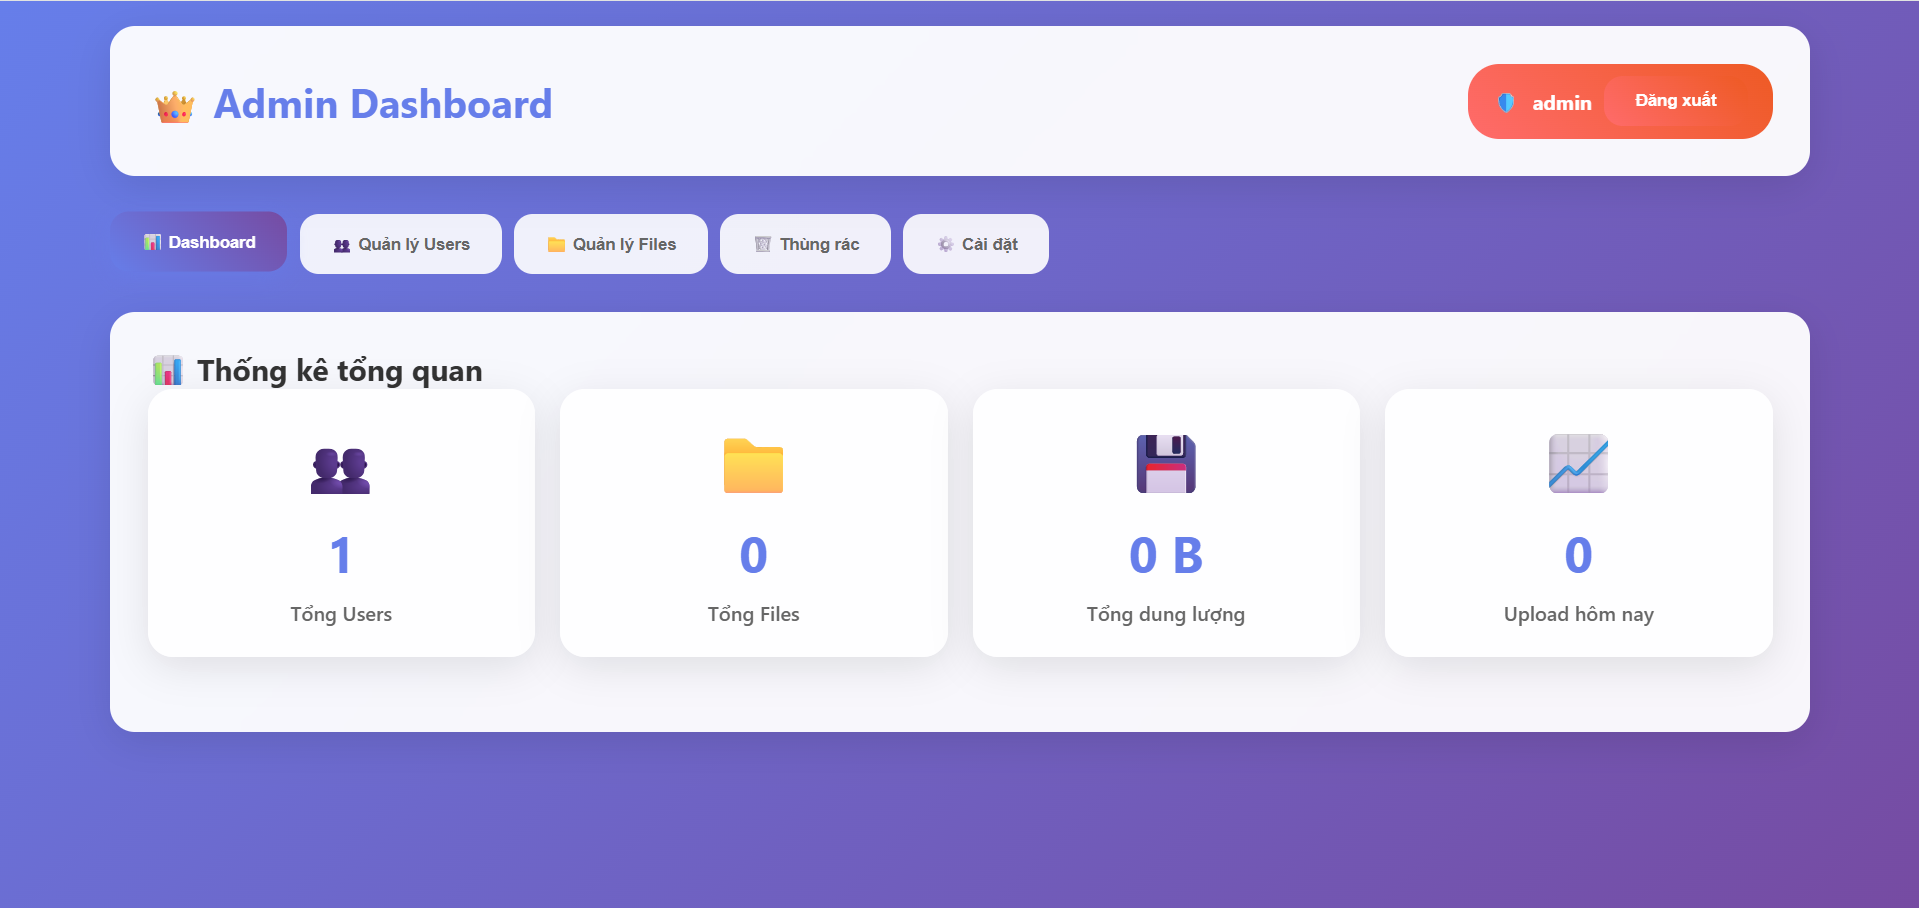 Admin Dashboard
admin
Đăng xuất
Dashboard
Quản lý Users
Quản lý Files
Thùng rác
Cài đặt
Thống kê tổng quan
1
Tổng Users
0
Tổng Files
0 B
Tổng dung lượng
0
Upload hôm nay